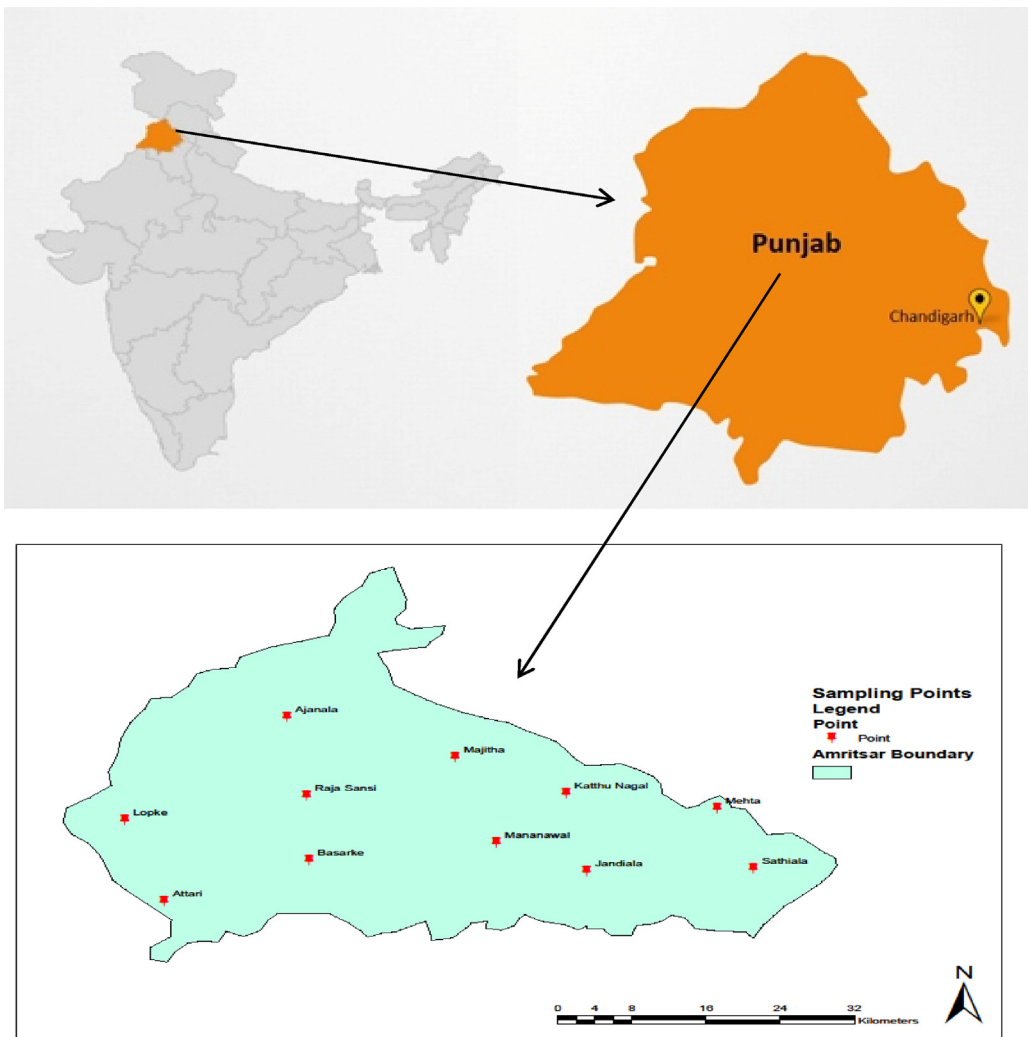 Punjab
Chandigarh
Sampling Points
Legend
Point
Point
Amritsar Boundary
Ajanala
Majitha
Raja Sansi
Katthu Nagal
Mehta
Lopke
Mananawal
Basarke
Jandiala
Sathiala
Attari
N
0 4 8 16 24 32
Kilometers